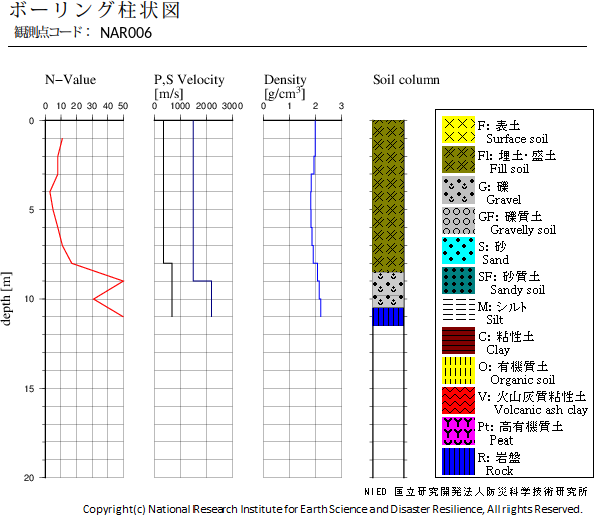 ボーリング柱状図
観測点コード： NAR006
N-Value
P,S Velocity
[m/s]
Density
[g/cm³]
Soil column
0 10 20 30 40 50
0 1000 2000 3000
0 1 2 3
0
5
10
15
20
depth [m]
F: 表土
Surface soil
Fl: 埋土・盛土
Fill soil
G: 礫
Gravel
GF: 礫質土
Gravelly soil
S: 砂
Sand
SF: 砂質土
Sandy soil
M: シルト
Silt
C: 粘性土
Clay
O: 有機質土
Organic soil
V: 火山灰質粘性土
Volcanic ash clay
Pt: 高有機質土
Peat
R: 岩盤
Rock
NIED 国立研究開発法人防災科学技術研究所
Copyright(c) National Research Institute for Earth Science and Disaster Resilience, All rights Reserved.